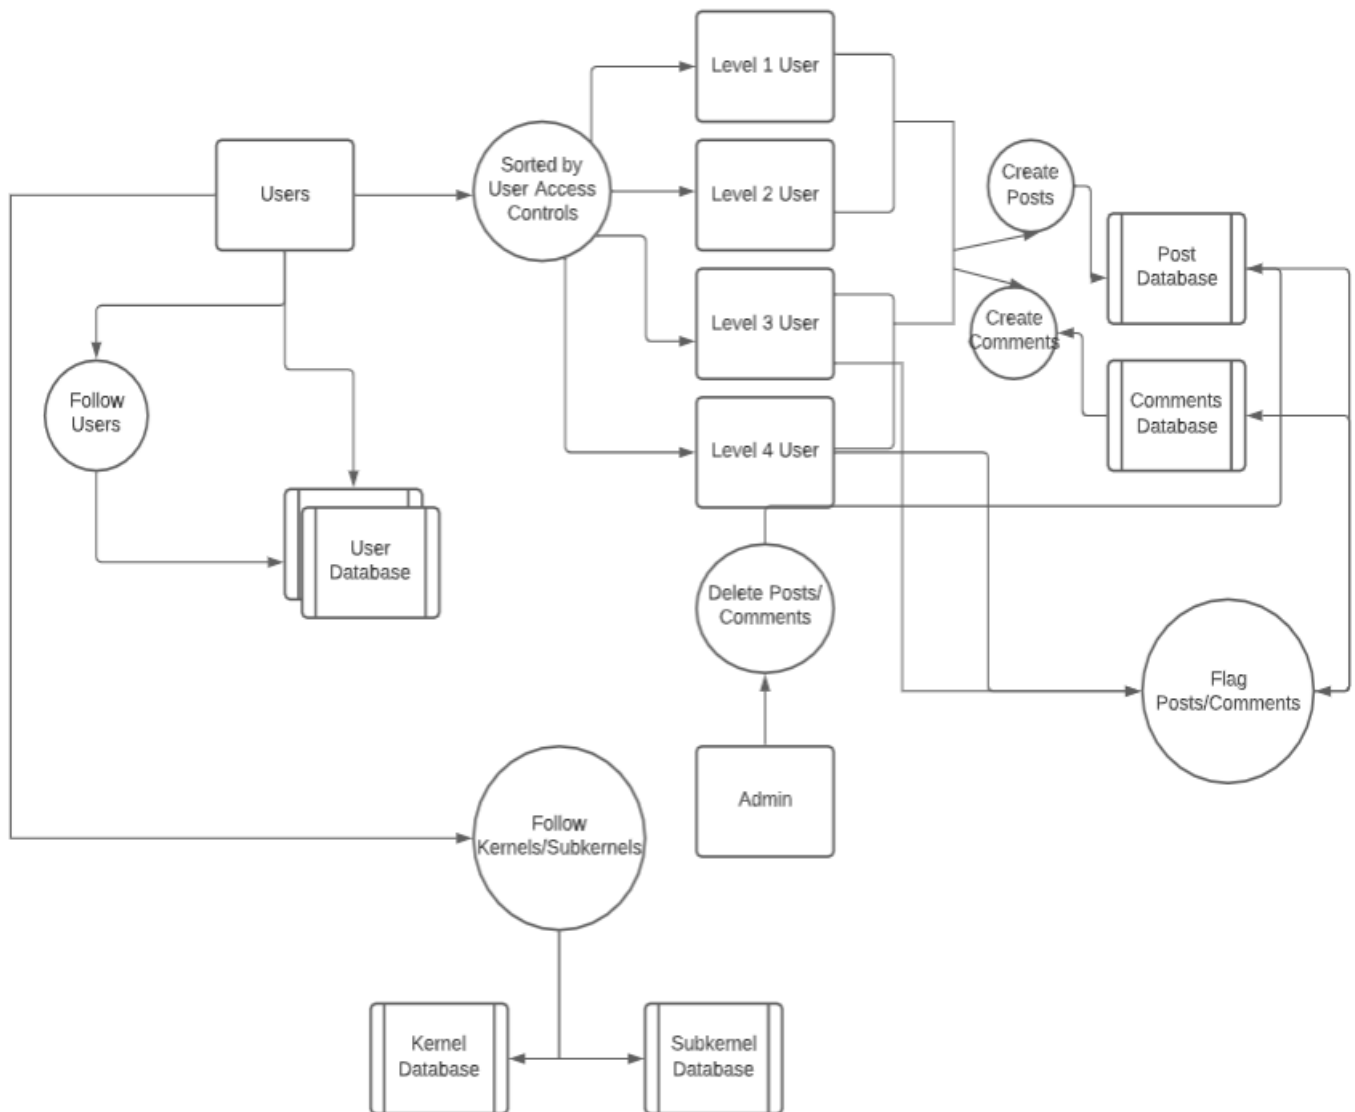 Level 1 User
Users
Sorted by
User Access
Controls
Level 2 User
Create
Posts
Post
Database
Level 3 User
Create
Comments
Follow
Users
Level 4 User
Comments
Database
User
Database
Delete Posts/
Comments
Flag
Posts/Comments
Admin
Follow
Kernels/Subkernels
Kernel
Database
Subkernel
Database